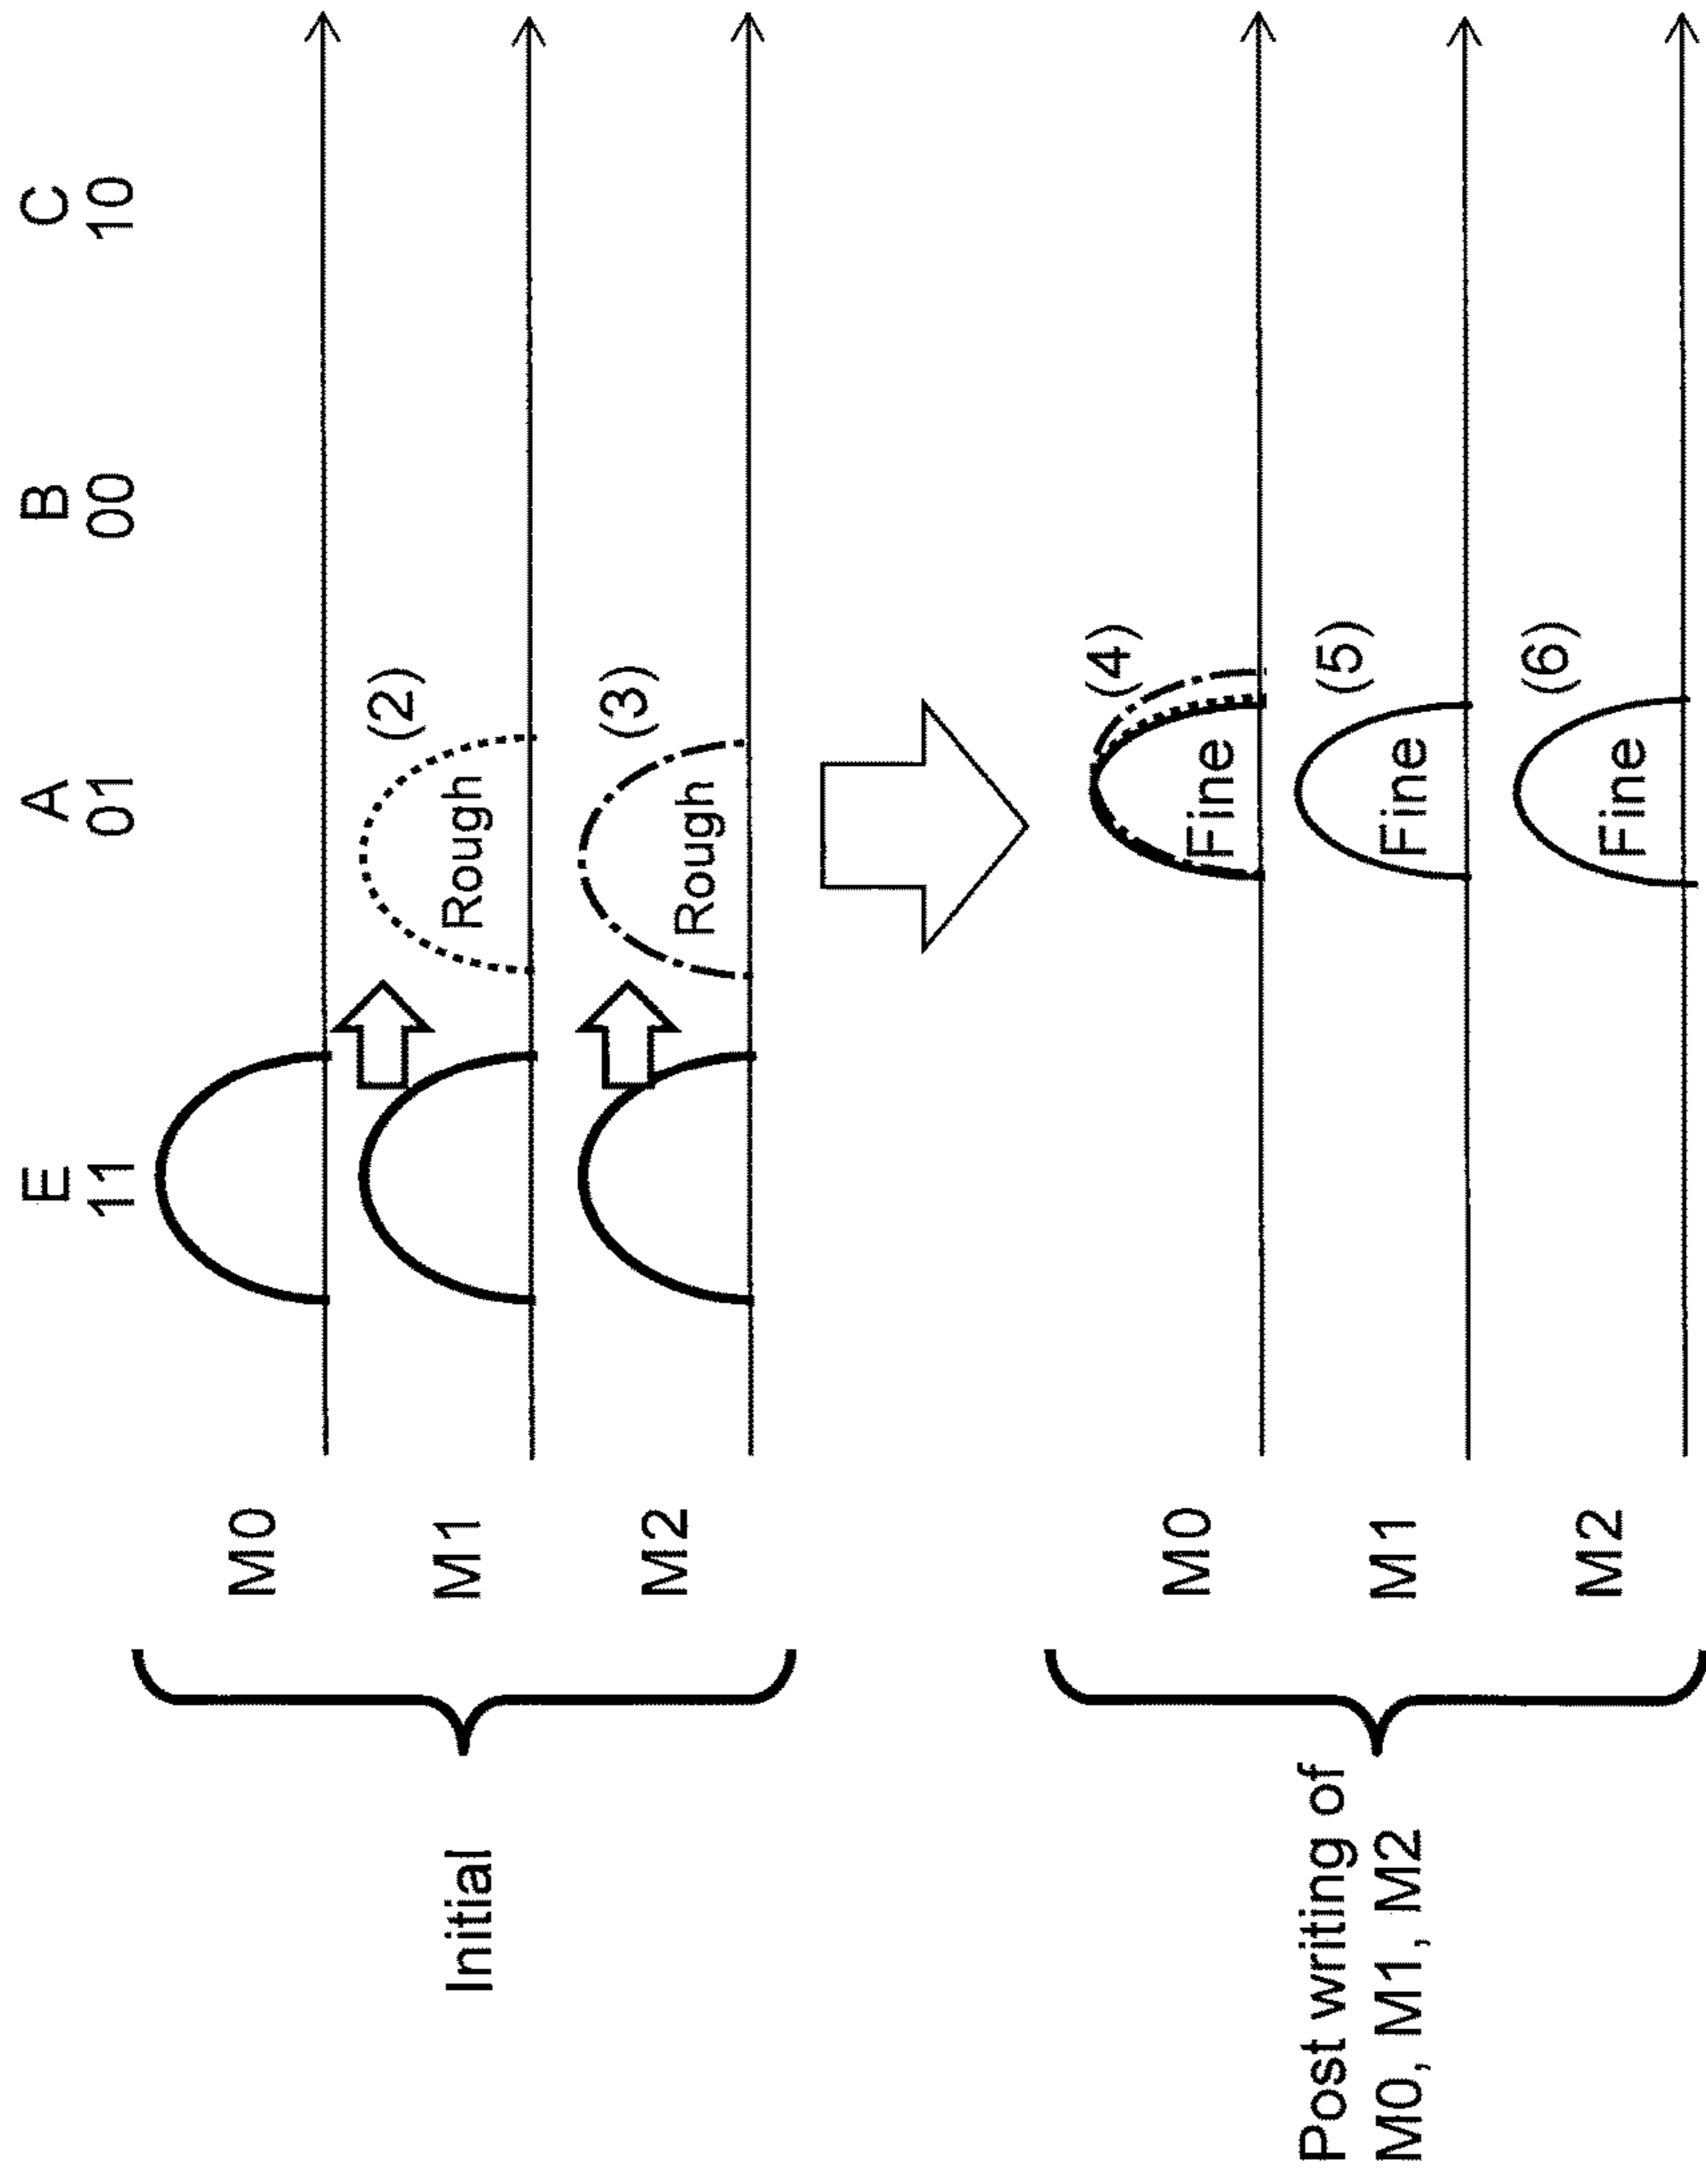 E A B C
11 01 00 10
M0
(2)
M1
Rough
Initial
(3)
M2
Rough
(4)
M0
Fine
Post writing of
M0, M1, M2
(5)
M1
Fine
(6)
M2
Fine